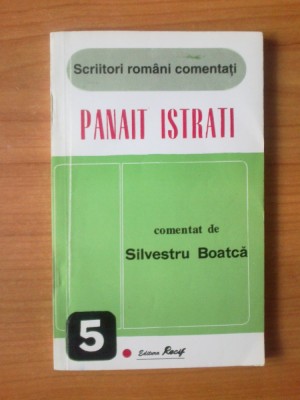 Scriitori români comentați
PANAIT ISTRATI
comentat de
Silvestru Boatcă
5
Editura Recif